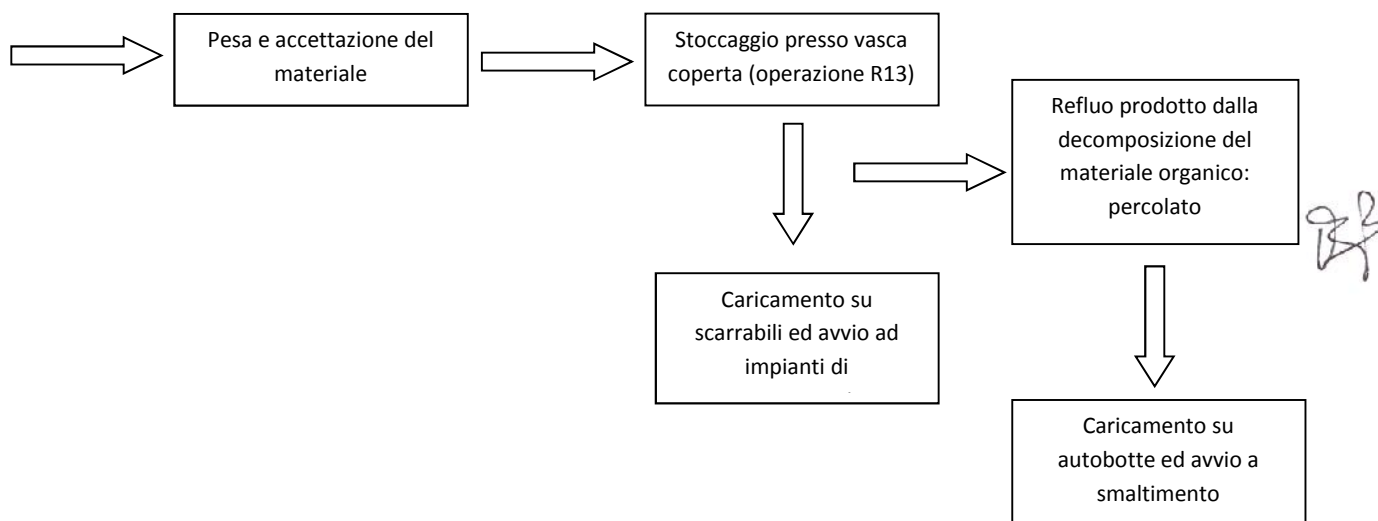 Pesa e accettazione del
materiale
Stoccaggio presso vasca
coperta (operazione R13)
Refluo prodotto dalla
decomposizione del
materiale organico:
percolato
Caricamento su
scarrabili ed avvio ad
impianti di
Caricamento su
autobotte ed avvio a
smaltimento